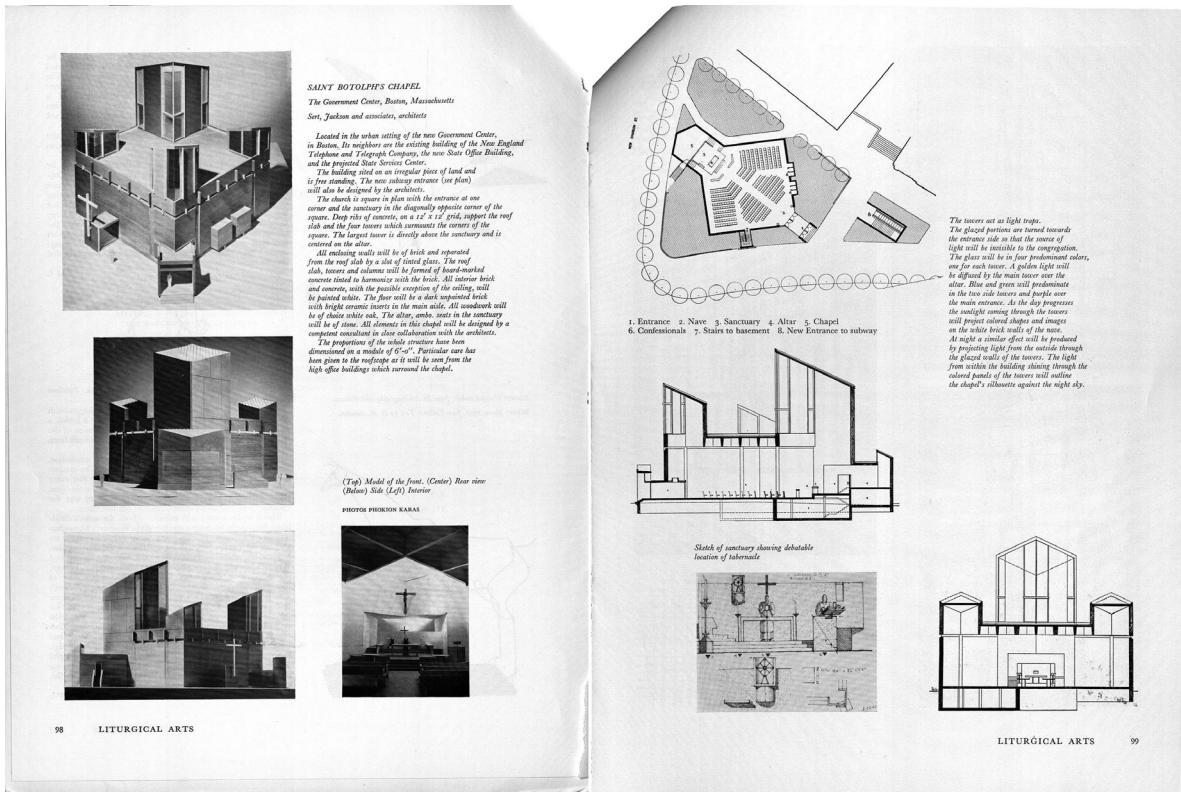 SAINT BOTOLPH'S CHAPEL
The Government Center, Boston, Massachusetts
Sert, Jackson and associates, architects
Located in the urban setting of the new Government Center,
in Boston. Its neighbors are the existing building of the New England
Telephone and Telegraph Company, the new State Office Building,
and the projected State Services Center.
The building sited on an irregular piece of land and
is free standing. The new subway entrance (see plan)
will also be designed by the architects.
The church is square in plan with the entrance at one
corner and the sanctuary in the diagonally opposite corner of the
square. Deep ribs of concrete, on a 12' x 12' grid, support the roof
slab and the four towers which surmounts the corners of the
square. The largest tower is directly above the sanctuary and is
centered on the altar.
All enclosing walls will be of brick and separated
from the roof slab by a slot of tinted glass. The roof
slab, towers and columns will be formed of board-marked
concrete tinted to harmonize with the brick. All interior brick
and concrete, with the possible exception of the ceiling, will
be painted white. The floor will be a dark unpainted brick
with bright ceramic inserts in the main aisle. All woodwork will
be of choice white oak. The altar, ambo. seats in the sanctuary
will be of stone. All elements in this chapel will be designed by a
competent consultant in close collaboration with the architects.
The proportions of the whole structure have been
dimensioned on a module of 6'-0". Particular care has
been given to the roofscape as it will be seen from the
high office buildings which surround the chapel.
(Top) Model of the front. (Center) Rear view
(Below) Side (Left) Interior
PHOTOS PHOKION KARAS
98 LITURGICAL ARTS
1. Entrance 2. Nave 3. Sanctuary 4. Altar 5. Chapel
6. Confessionals 7. Stairs to basement 8. New Entrance to subway
The towers act as light traps.
The glazed portions are turned towards
the entrance side so that the source of
light will be invisible to the congregation.
The glass will be in four predominant colors,
one for each tower. A golden light will
be diffused by the main tower over the
altar. Blue and green will predominate
in the two side towers and purple over
the main entrance. As the day progresses
the sunlight coming through the towers
will project colored shapes and images
on the white brick walls of the nave.
At night a similar effect will be produced
by projecting light from the outside through
the glazed walls of the towers. The light
from within the building shining through the
colored panels of the towers will outline
the chapel's silhouette against the night sky.
Sketch of sanctuary showing debatable
location of tabernacle
LITURGICAL ARTS 99